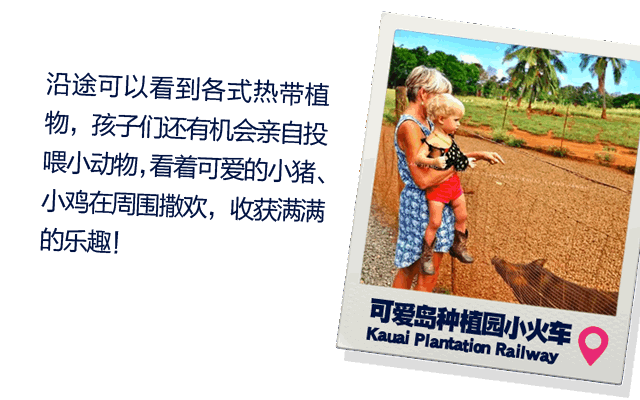 沿途可以看到各式热带植
物，孩子们还有机会亲自投
喂小动物，看着可爱的小猪、
小鸡在周围撒欢，收获满满
的乐趣！
可爱岛种植园小火车
Kauai Plantation Railway